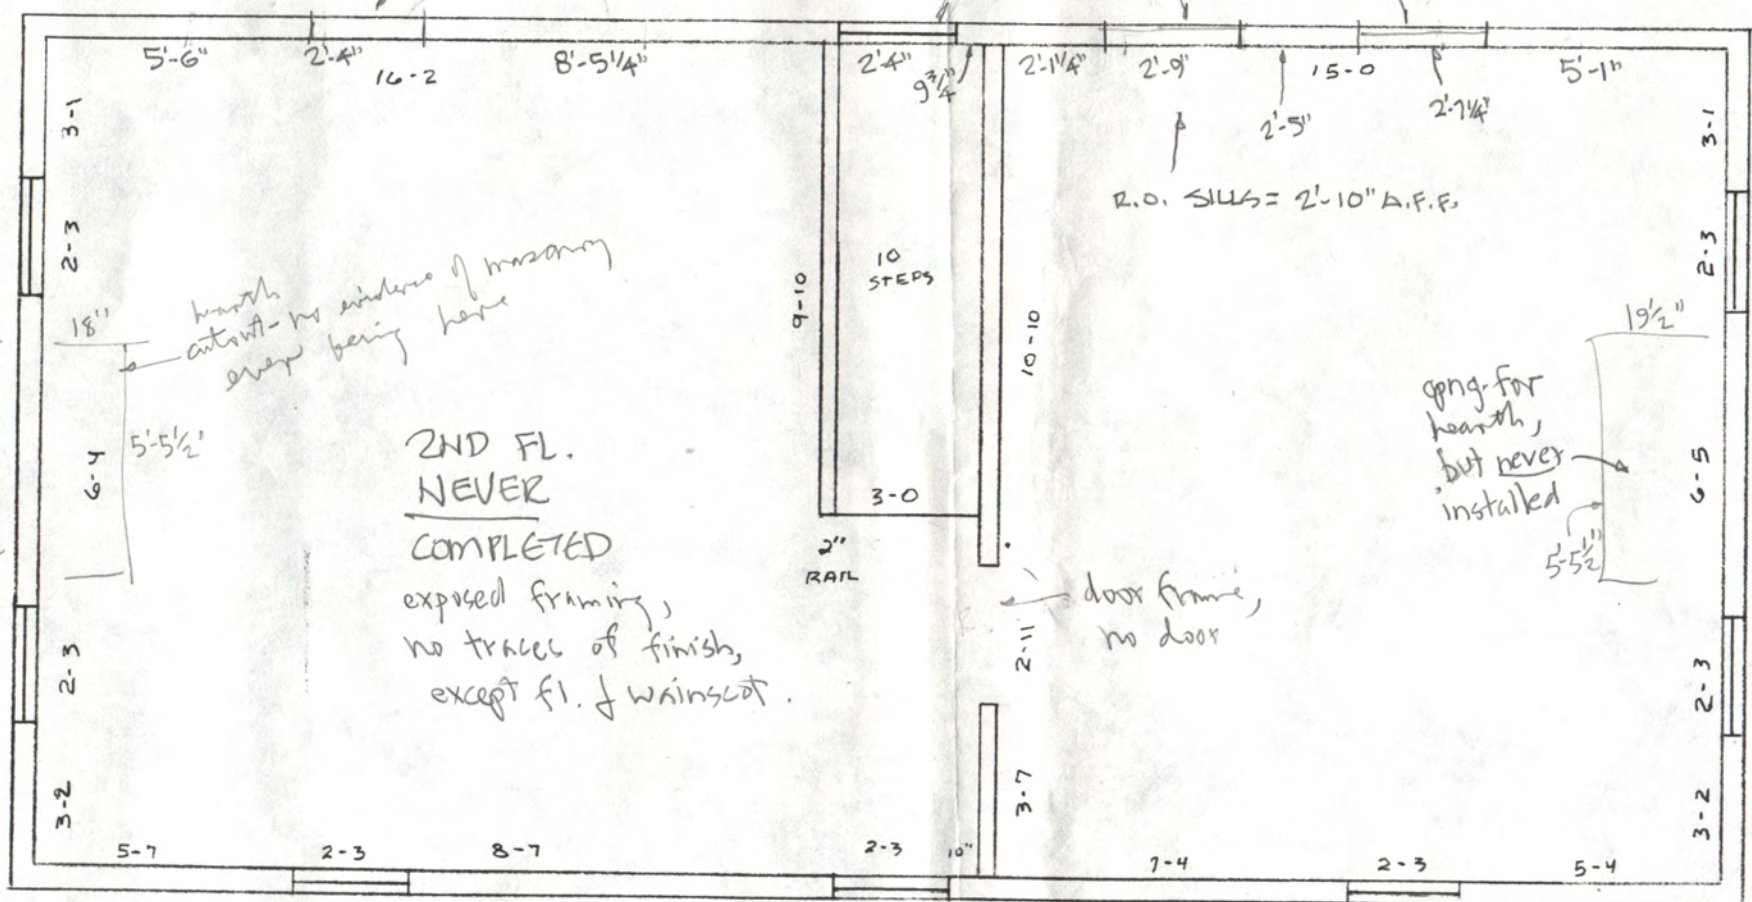 5'-6"
2'-4"
16-2
8'-5 1/4"
2'4"
9 3/4"
2'-1 1/4"
2'-9"
15-0
5'-1"
2'-5"
2'-7 1/4"
R.O. SILLS = 2'-10" A.F.F.
3-1
2-3
18"
6-4
5'-5 1/2'
2-3
3-2
hearth
cutout - no evidence of masonry
ever being here
2ND FL.
NEVER
COMPLETED
exposed framing,
no traces of finish,
except fl. & wainscot.
9-10
10
STEPS
3-0
2"
RAIL
10-10
2-11
3-7
door frame,
no door
3-1
2-3
19 1/2"
opng. for
hearth,
but never
installed
5'-5 1/2"
6-5
2-3
3-2
5-7
2-3
8-7
2-3
10"
7-4
2-3
5-4